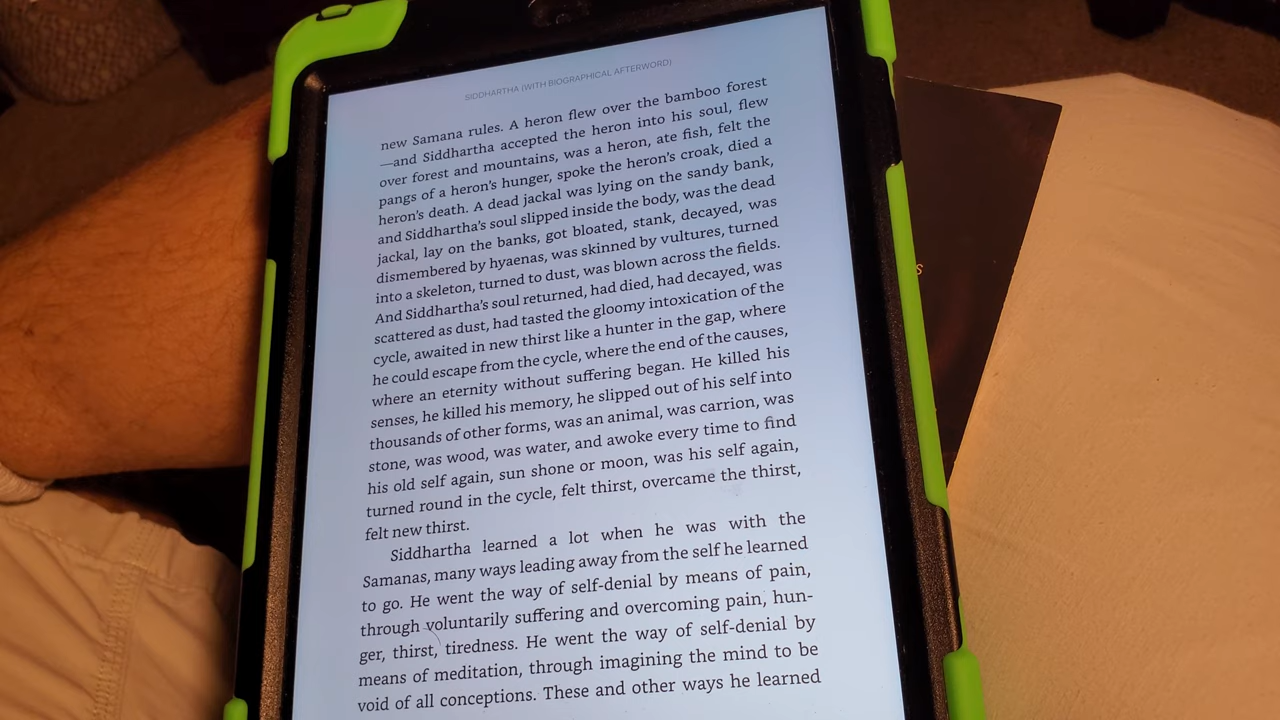 SIDDHARTHA (WITH BIOGRAPHICAL AFTERWORD)
new Samana rules. A heron flew over the bamboo forest
—and Siddhartha accepted the heron into his soul, flew
over forest and mountains, was a heron, ate fish, felt the
pangs of a heron's hunger, spoke the heron's croak, died a
heron's death. A dead jackal was lying on the sandy bank,
and Siddhartha's soul slipped inside the body, was the dead
jackal, lay on the banks, got bloated, stank, decayed, was
dismembered by hyaenas, was skinned by vultures, turned
into a skeleton, turned to dust, was blown across the fields.
And Siddhartha's soul returned, had died, had decayed, was
scattered as dust, had tasted the gloomy intoxication of the
cycle, awaited in new thirst like a hunter in the gap, where
he could escape from the cycle, where the end of the causes,
where an eternity without suffering began. He killed his
senses, he killed his memory, he slipped out of his self into
thousands of other forms, was an animal, was carrion, was
stone, was wood, was water, and awoke every time to find
his old self again, sun shone or moon, was his self again,
turned round in the cycle, felt thirst, overcame the thirst,
felt new thirst.
Siddhartha learned a lot when he was with the
Samanas, many ways leading away from the self he learned
to go. He went the way of self-denial by means of pain,
through voluntarily suffering and overcoming pain, hun-
ger, thirst, tiredness. He went the way of self-denial by
means of meditation, through imagining the mind to be
void of all conceptions. These and other ways he learned